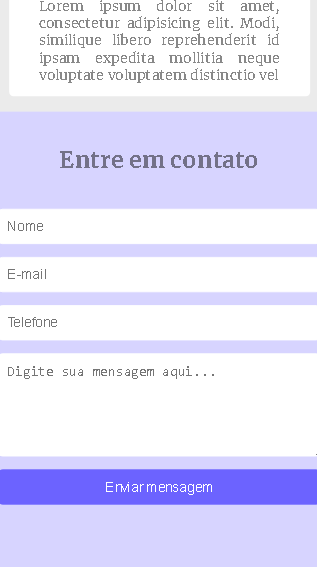 Lorem ipsum dolor sit amet,
consectetur adipisicing elit. Modi,
similique libero reprehenderit id
ipsam expedita mollitia neque
voluptate voluptatem distinctio vel
Entre em contato
Nome
E-mail
Telefone
Digite sua mensagem aqui...
Enviar mensagem